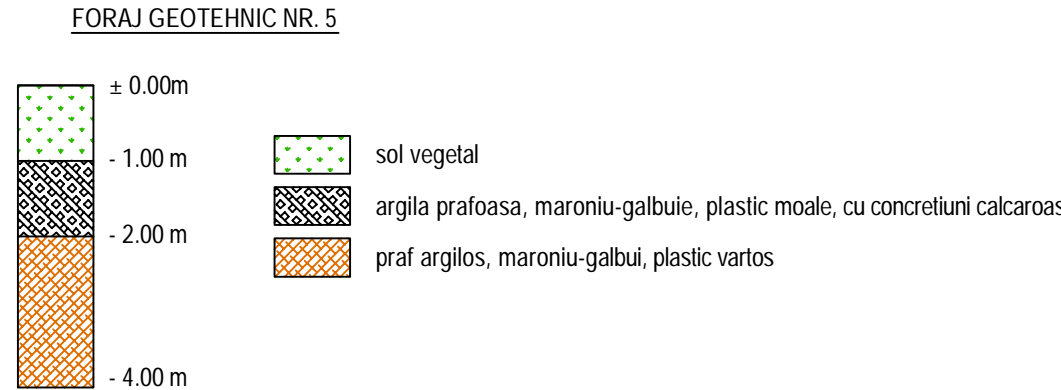 FORAJ GEOTEHNIC NR. 5
± 0.00m
- 1.00 m
- 2.00 m
- 4.00 m
sol vegetal
argila prafoasa, maroniu-galbuie, plastic moale, cu concretiuni calcaroas
praf argilos, maroniu-galbui, plastic vartos